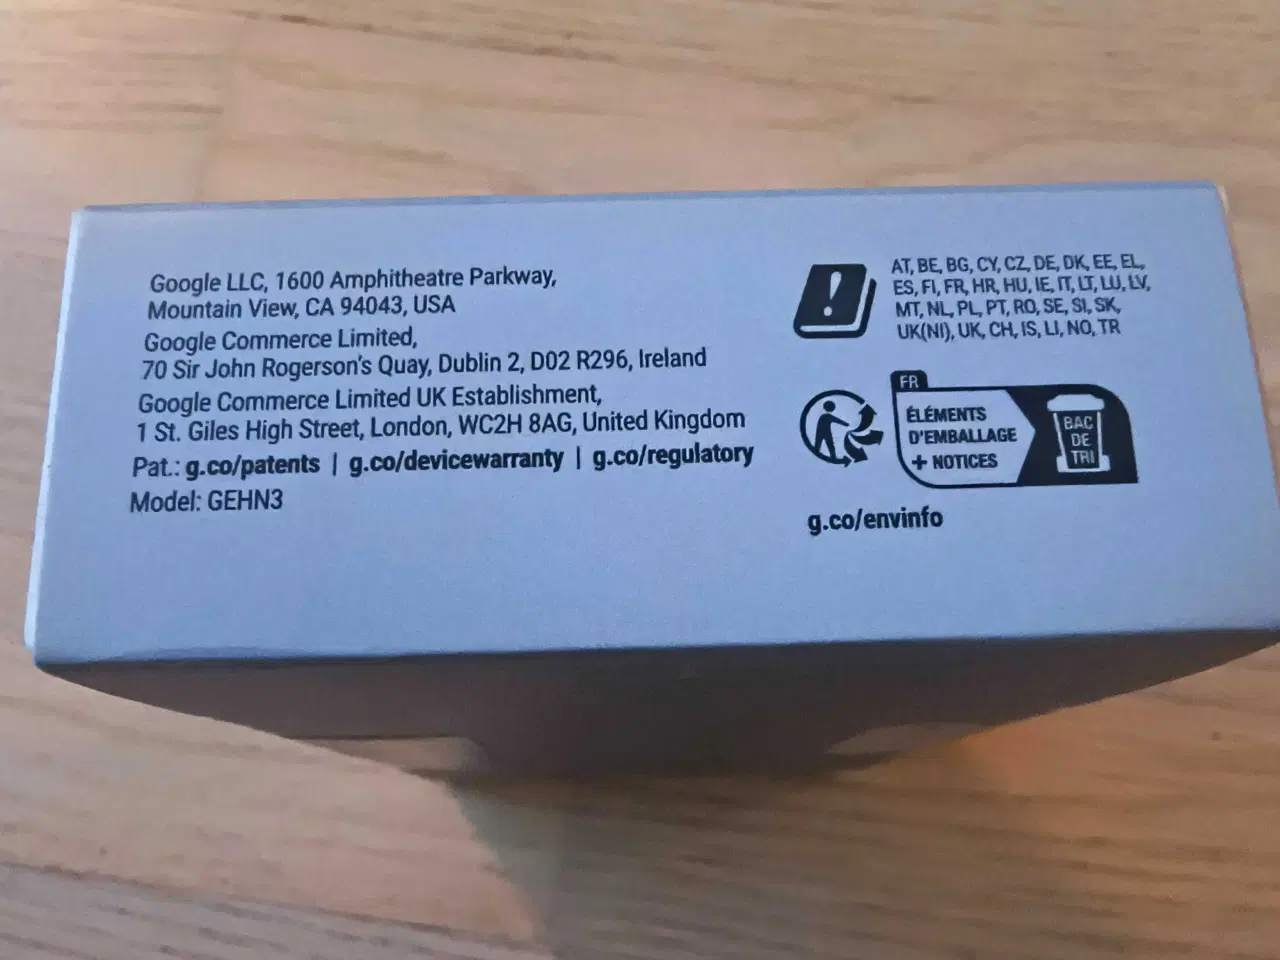 Google LLC, 1600 Amphitheatre Parkway,
Mountain View, CA 94043, USA
Google Commerce Limited,
70 Sir John Rogerson's Quay, Dublin 2, D02 R296, Ireland
Google Commerce Limited UK Establishment,
1 St. Giles High Street, London, WC2H 8AG, United Kingdom
Pat.: g.co/patents | g.co/devicewarranty | g.co/regulatory
Model: GEHN3
!
AT, BE, BG, CY, CZ, DE, DK, EE, EL,
ES, FI, FR, HR, HU, IE, IT, LT, LU, LV,
MT, NL, PL, PT, RO, SE, SI, SK,
UK(NI), UK, CH, IS, LI, NO, TR
FR
ÉLÉMENTS
D'EMBALLAGE
+ NOTICES
BAC
DE
TRI
g.co/envinfo